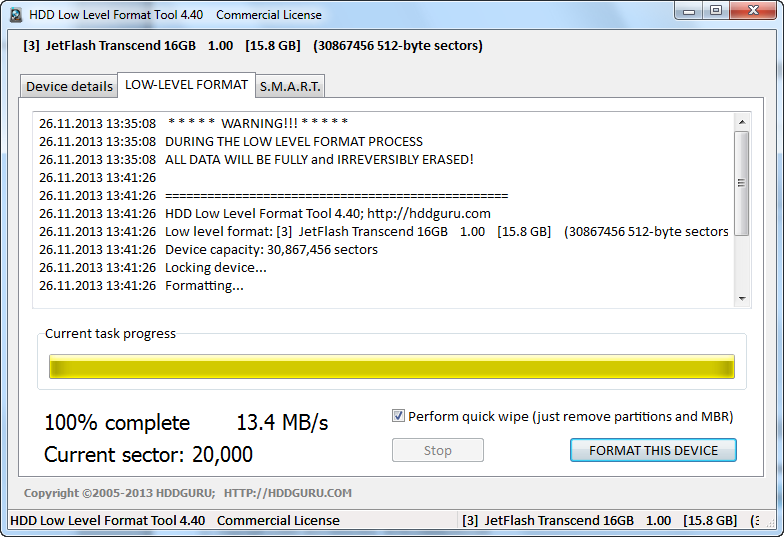 HDD Low Level Format Tool 4.40    Commercial License
[3]  JetFlash Transcend 16GB   1.00   [15.8 GB]   (30867456 512-byte sectors)
Device details   LOW-LEVEL FORMAT   S.M.A.R.T.
26.11.2013 13:35:08   * * * * *  WARNING!!! * * * * *
26.11.2013 13:35:08   DURING THE LOW LEVEL FORMAT PROCESS
26.11.2013 13:35:08   ALL DATA WILL BE FULLY and IRREVERSIBLY ERASED!
26.11.2013 13:41:26
26.11.2013 13:41:26   ================================================
26.11.2013 13:41:26   HDD Low Level Format Tool 4.40; http://hddguru.com
26.11.2013 13:41:26   Low level format: [3]  JetFlash Transcend 16GB   1.00   [15.8 GB]   (30867456 512-byte sectors
26.11.2013 13:41:26   Device capacity: 30,867,456 sectors
26.11.2013 13:41:26   Locking device...
26.11.2013 13:41:26   Formatting...
Current task progress
100% complete   13.4 MB/s
Current sector: 20,000
Perform quick wipe (just remove partitions and MBR)
Stop   FORMAT THIS DEVICE
Copyright ©2005-2013 HDDGURU;   HTTP://HDDGURU.COM
HDD Low Level Format Tool 4.40   Commercial License   [3]  JetFlash Transcend 16GB   1.00   [15.8 GB]   (3